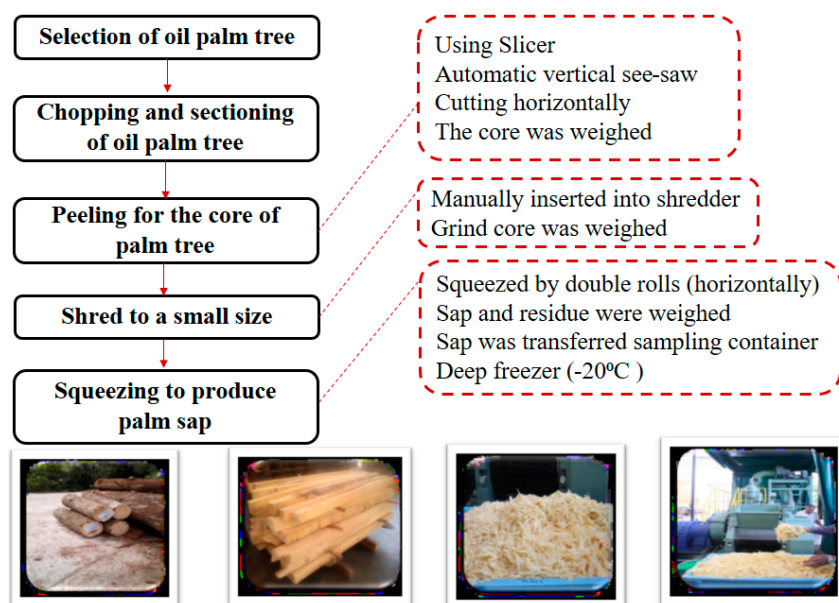 Selection of oil palm tree
Chopping and sectioning
of oil palm tree
Peeling for the core of
palm tree
Shred to a small size
Squeezing to produce
palm sap
Using Slicer
Automatic vertical see-saw
Cutting horizontally
The core was weighed
Manually inserted into shredder
Grind core was weighed
Squeezed by double rolls (horizontally)
Sap and residue were weighed
Sap was transferred sampling container
Deep freezer (-20⁰C )